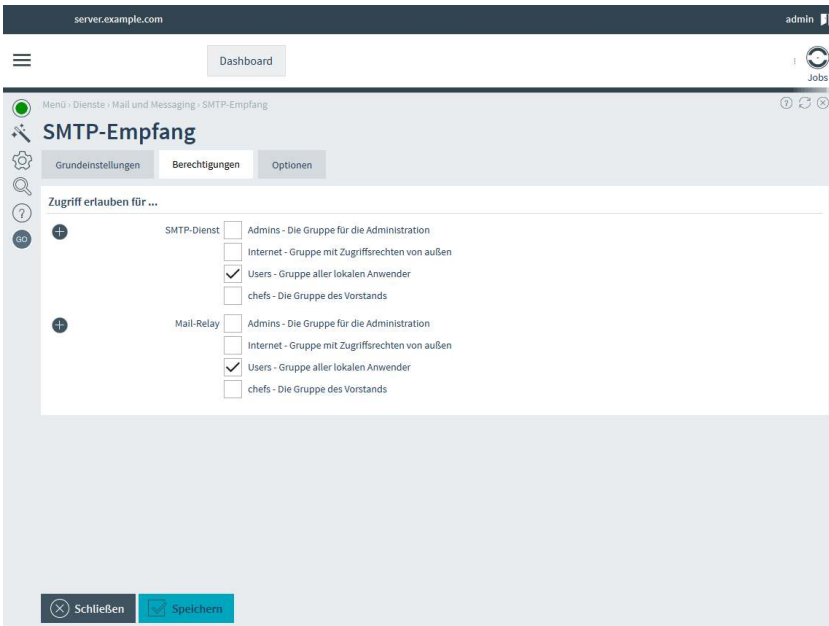 server.example.com
admin
Dashboard
Jobs
Menü › Dienste › Mail und Messaging › SMTP-Empfang
SMTP-Empfang
Grundeinstellungen
Berechtigungen
Optionen
Zugriff erlauben für ...
SMTP-Dienst
Admins - Die Gruppe für die Administration
Internet - Gruppe mit Zugriffsrechten von außen
Users - Gruppe aller lokalen Anwender
chefs - Die Gruppe des Vorstands
Mail-Relay
Admins - Die Gruppe für die Administration
Internet - Gruppe mit Zugriffsrechten von außen
Users - Gruppe aller lokalen Anwender
chefs - Die Gruppe des Vorstands
GO
Schließen
Speichern